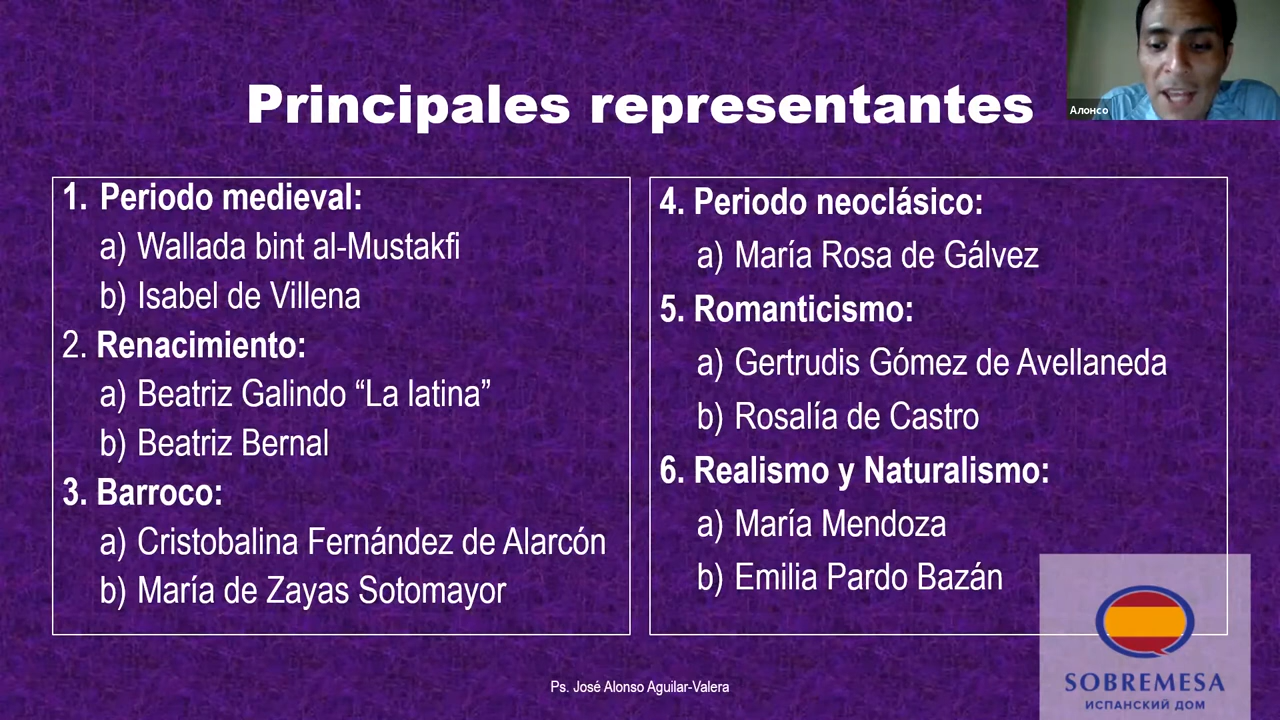 Principales representantes
Алонсо
1. Periodo medieval:
a) Wallada bint al-Mustakfi
b) Isabel de Villena
2. Renacimiento:
a) Beatriz Galindo “La latina”
b) Beatriz Bernal
3. Barroco:
a) Cristobalina Fernández de Alarcón
b) María de Zayas Sotomayor
4. Periodo neoclásico:
a) María Rosa de Gálvez
5. Romanticismo:
a) Gertrudis Gómez de Avellaneda
b) Rosalía de Castro
6. Realismo y Naturalismo:
a) María Mendoza
b) Emilia Pardo Bazán
Ps. José Alonso Aguilar-Valera
SOBREMESA
ИСПАНСКИЙ ДОМ